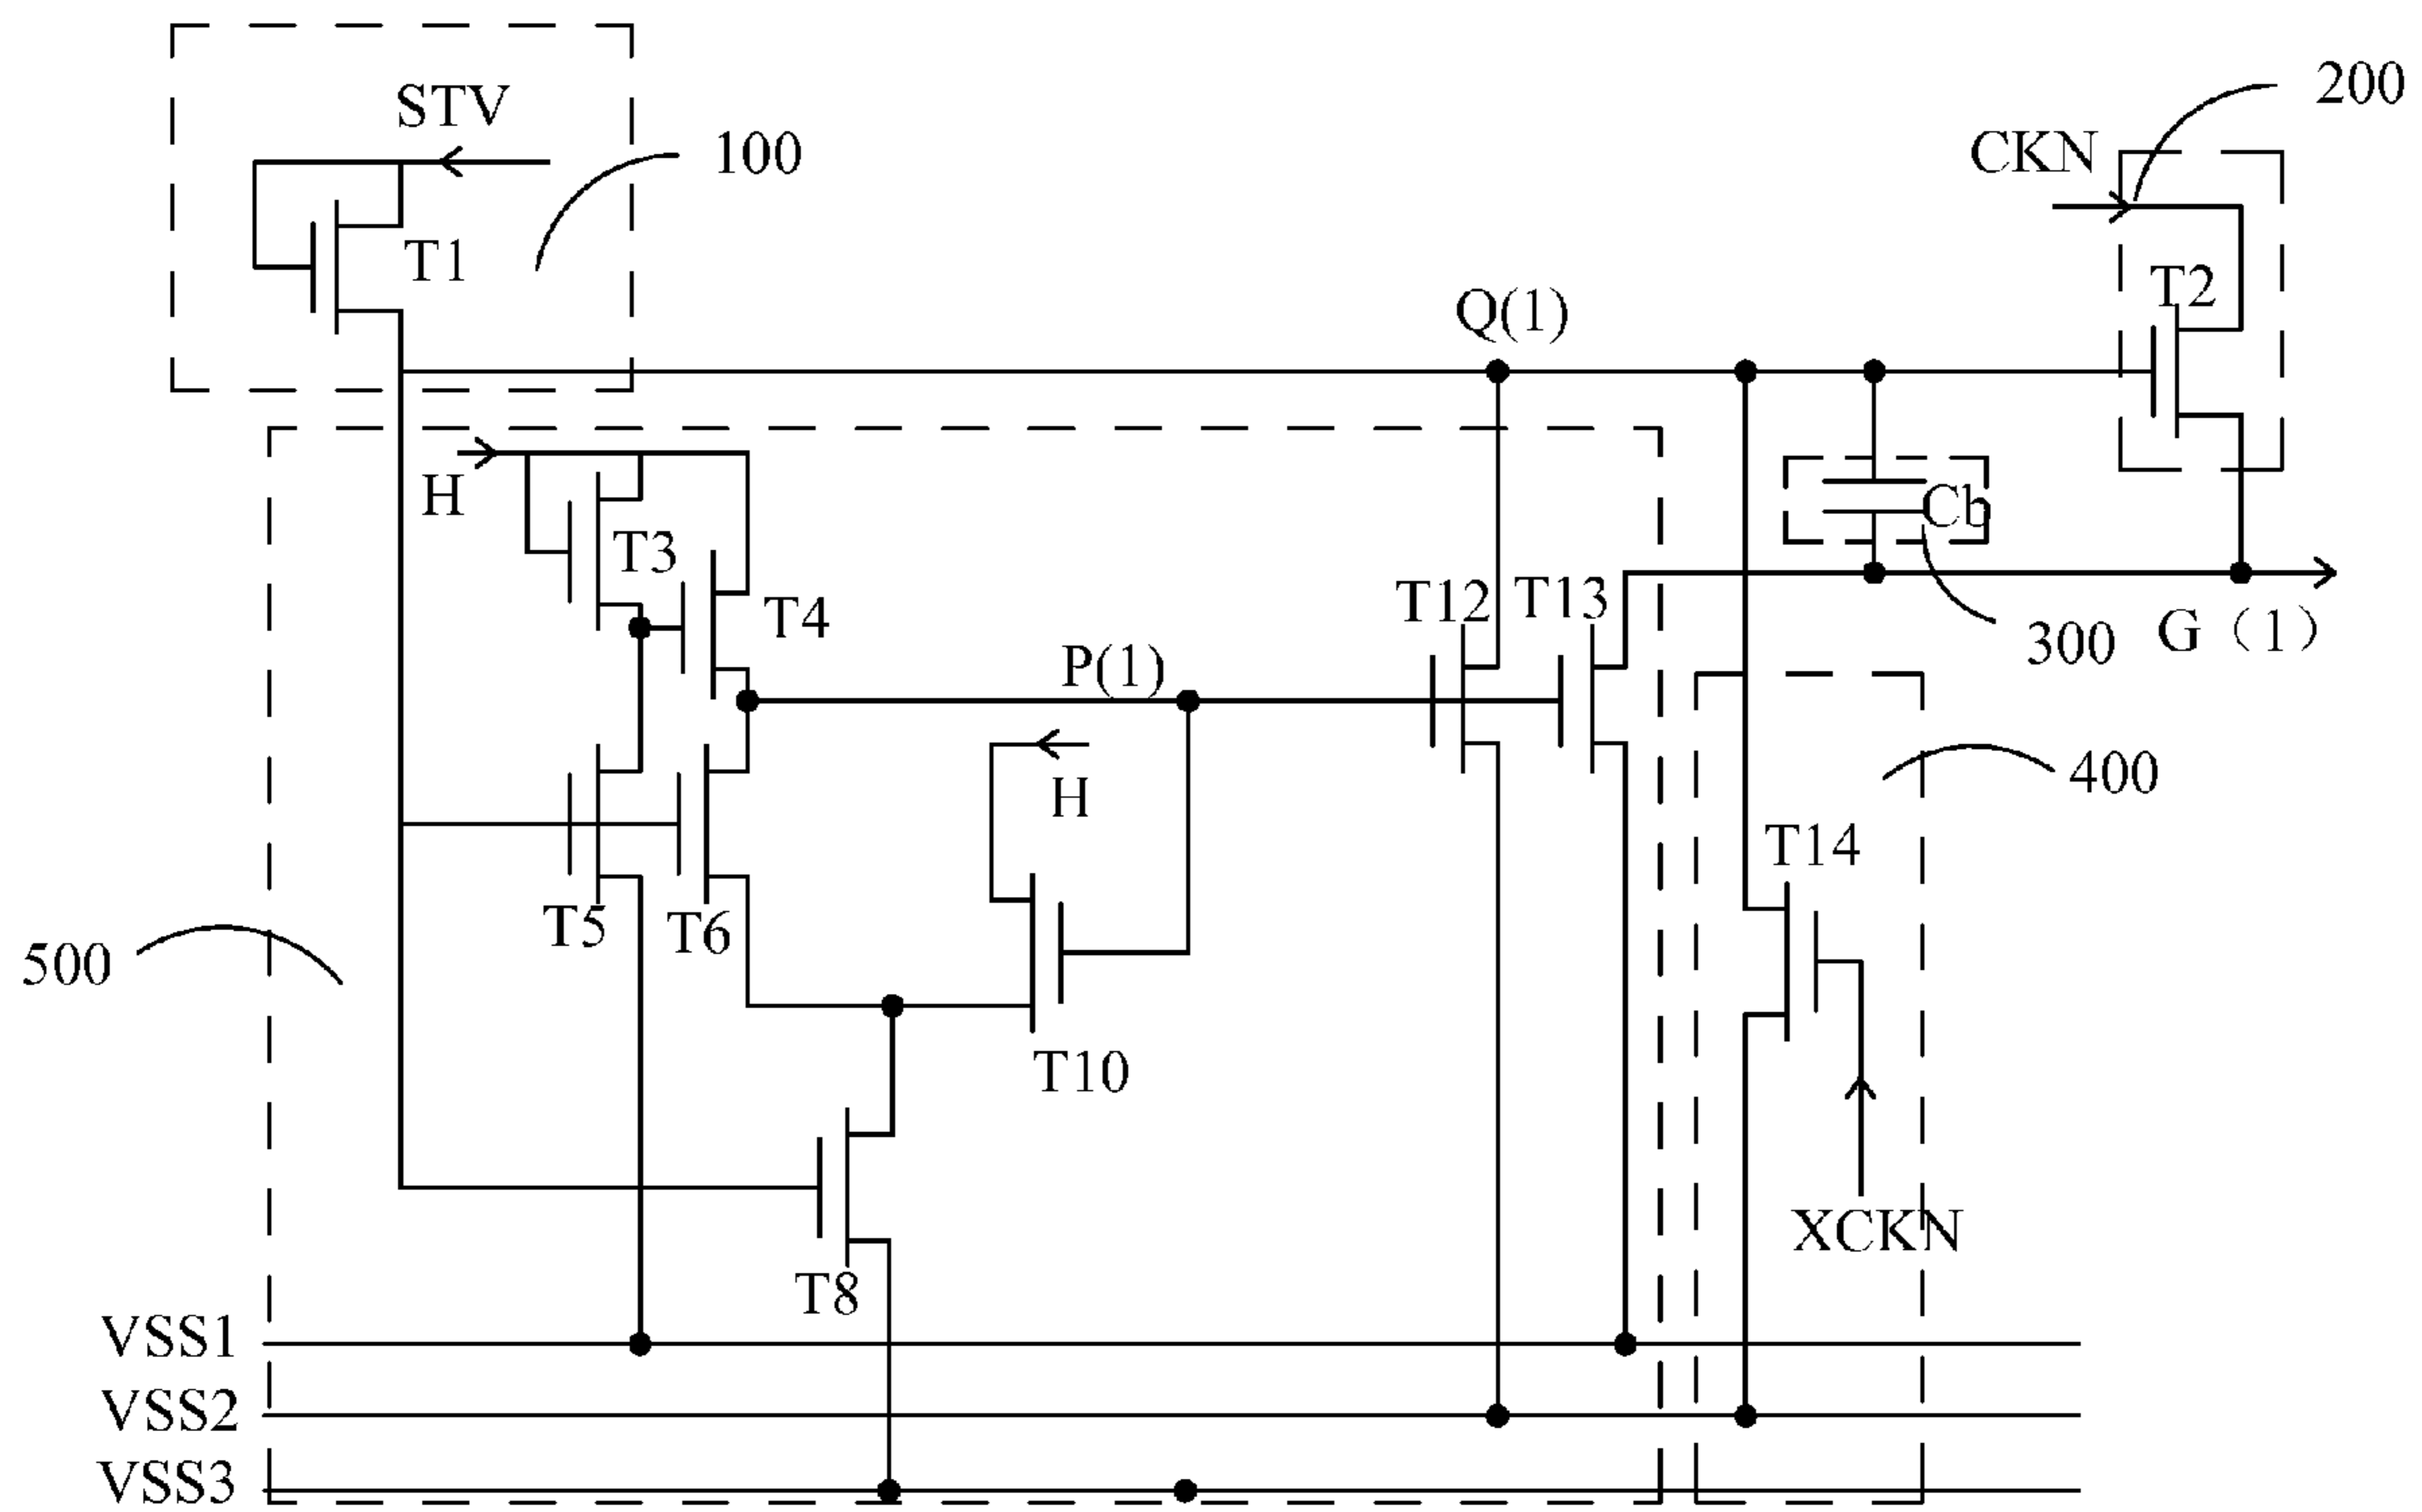 STV
200
CKN
100
T1
T2
Q(1)
H
Cb
T3
T4
T12
T13
G（1）
300
P(1)
H
400
T14
T5
T6
500
T10
XCKN
T8
VSS1
VSS2
VSS3